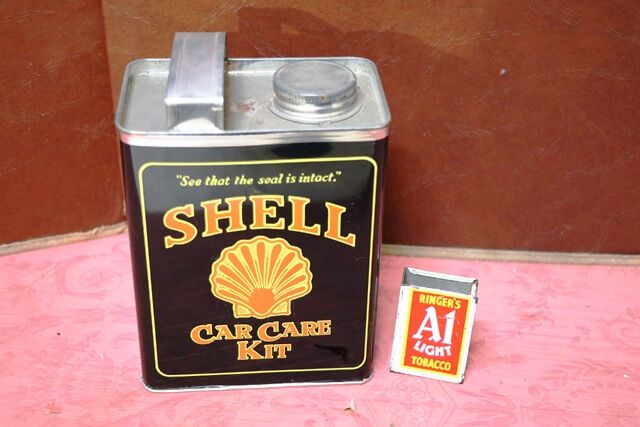 "See that the seal is intact."
SHELL
CAR CARE
KIT
RINGER'S
A1
LIGHT
TOBACCO